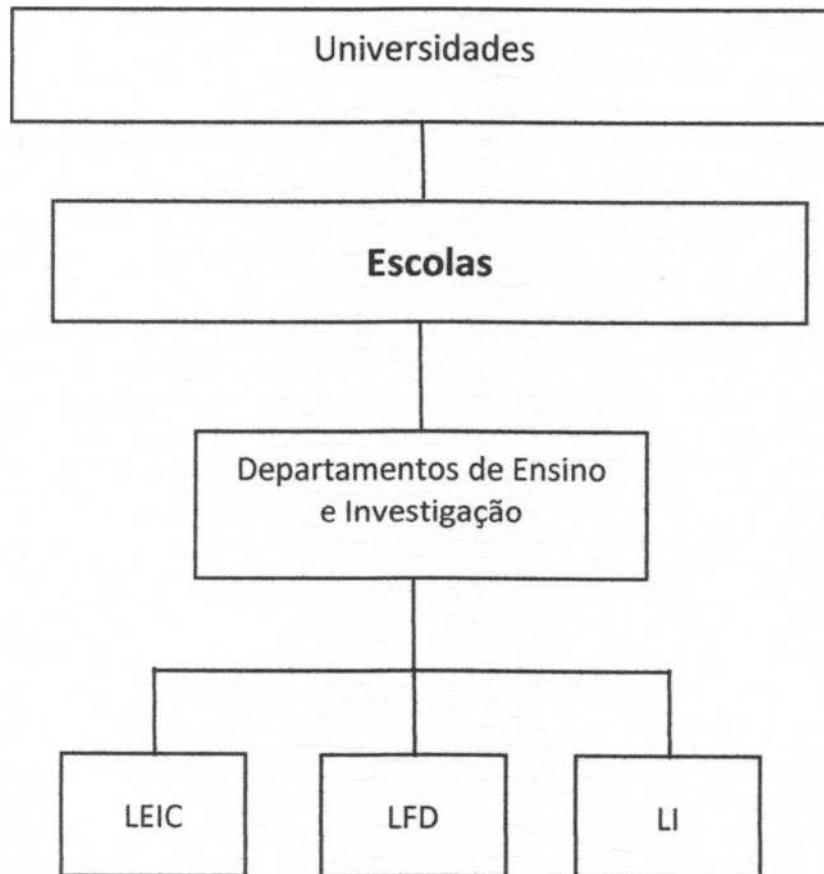 Universidades
Escolas
Departamentos de Ensino
e Investigação
LEIC
LFD
LI